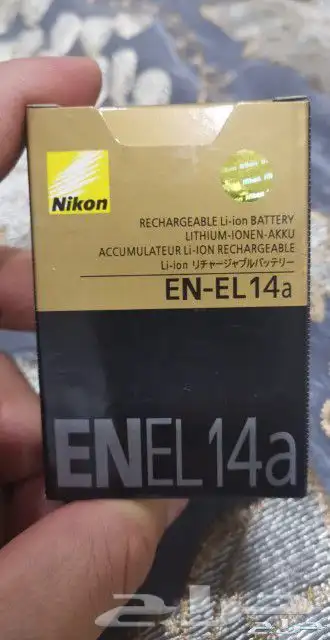 Nikon
RECHARGEABLE Li-ion BATTERY
LITHIUM-IONEN-AKKU
ACCUMULATEUR Li-ION RECHARGEABLE
Li-ion リチャージャブルバッテリー
EN-EL14a
ENEL14a